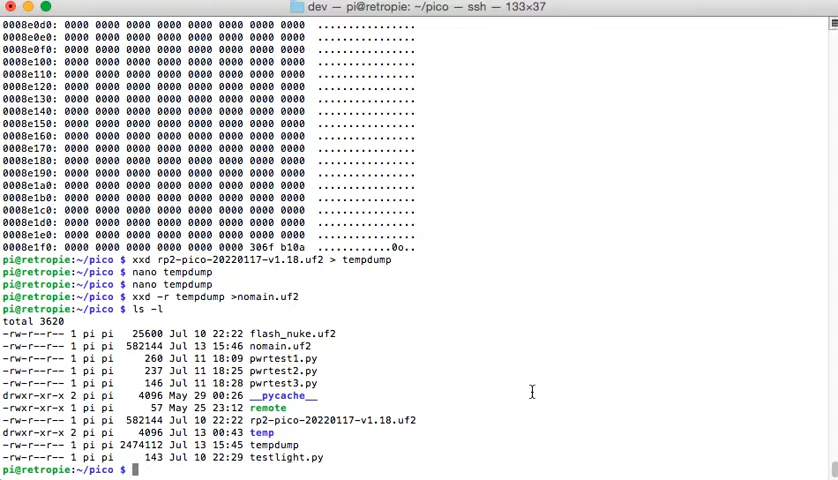 dev — pi@retropie: ~/pico — ssh — 133×37
0008e0d0: 0000 0000 0000 0000 0000 0000 0000 0000  ................
0008e0e0: 0000 0000 0000 0000 0000 0000 0000 0000  ................
0008e0f0: 0000 0000 0000 0000 0000 0000 0000 0000  ................
0008e100: 0000 0000 0000 0000 0000 0000 0000 0000  ................
0008e110: 0000 0000 0000 0000 0000 0000 0000 0000  ................
0008e120: 0000 0000 0000 0000 0000 0000 0000 0000  ................
0008e130: 0000 0000 0000 0000 0000 0000 0000 0000  ................
0008e140: 0000 0000 0000 0000 0000 0000 0000 0000  ................
0008e150: 0000 0000 0000 0000 0000 0000 0000 0000  ................
0008e160: 0000 0000 0000 0000 0000 0000 0000 0000  ................
0008e170: 0000 0000 0000 0000 0000 0000 0000 0000  ................
0008e180: 0000 0000 0000 0000 0000 0000 0000 0000  ................
0008e190: 0000 0000 0000 0000 0000 0000 0000 0000  ................
0008e1a0: 0000 0000 0000 0000 0000 0000 0000 0000  ................
0008e1b0: 0000 0000 0000 0000 0000 0000 0000 0000  ................
0008e1c0: 0000 0000 0000 0000 0000 0000 0000 0000  ................
0008e1d0: 0000 0000 0000 0000 0000 0000 0000 0000  ................
0008e1e0: 0000 0000 0000 0000 0000 0000 0000 0000  ................
0008e1f0: 0000 0000 0000 0000 0000 0000 306f b10a  ............0o..
pi@retropie:~/pico $ xxd rp2-pico-20220117-v1.18.uf2 > tempdump
pi@retropie:~/pico $ nano tempdump
pi@retropie:~/pico $ nano tempdump
pi@retropie:~/pico $ xxd -r tempdump >nomain.uf2
pi@retropie:~/pico $ ls -l
total 3620
-rw-r--r-- 1 pi pi   25600 Jul 10 22:22 flash_nuke.uf2
-rw-r--r-- 1 pi pi  582144 Jul 13 15:46 nomain.uf2
-rw-r--r-- 1 pi pi     260 Jul 11 18:09 pwrtest1.py
-rw-r--r-- 1 pi pi     237 Jul 11 18:25 pwrtest2.py
-rw-r--r-- 1 pi pi     146 Jul 11 18:28 pwrtest3.py
drwxr-xr-x 2 pi pi    4096 May 29 00:26 __pycache__
-rw-r--r-- 1 pi pi      57 May 25 23:12 remote
-rw-r--r-- 1 pi pi  582144 Jul 10 22:22 rp2-pico-20220117-v1.18.uf2
drwxr-xr-x 2 pi pi    4096 Jul 13 00:43 temp
-rw-r--r-- 1 pi pi 2474112 Jul 13 15:45 tempdump
-rw-r--r-- 1 pi pi     143 Jul 10 22:29 testlight.py
pi@retropie:~/pico $